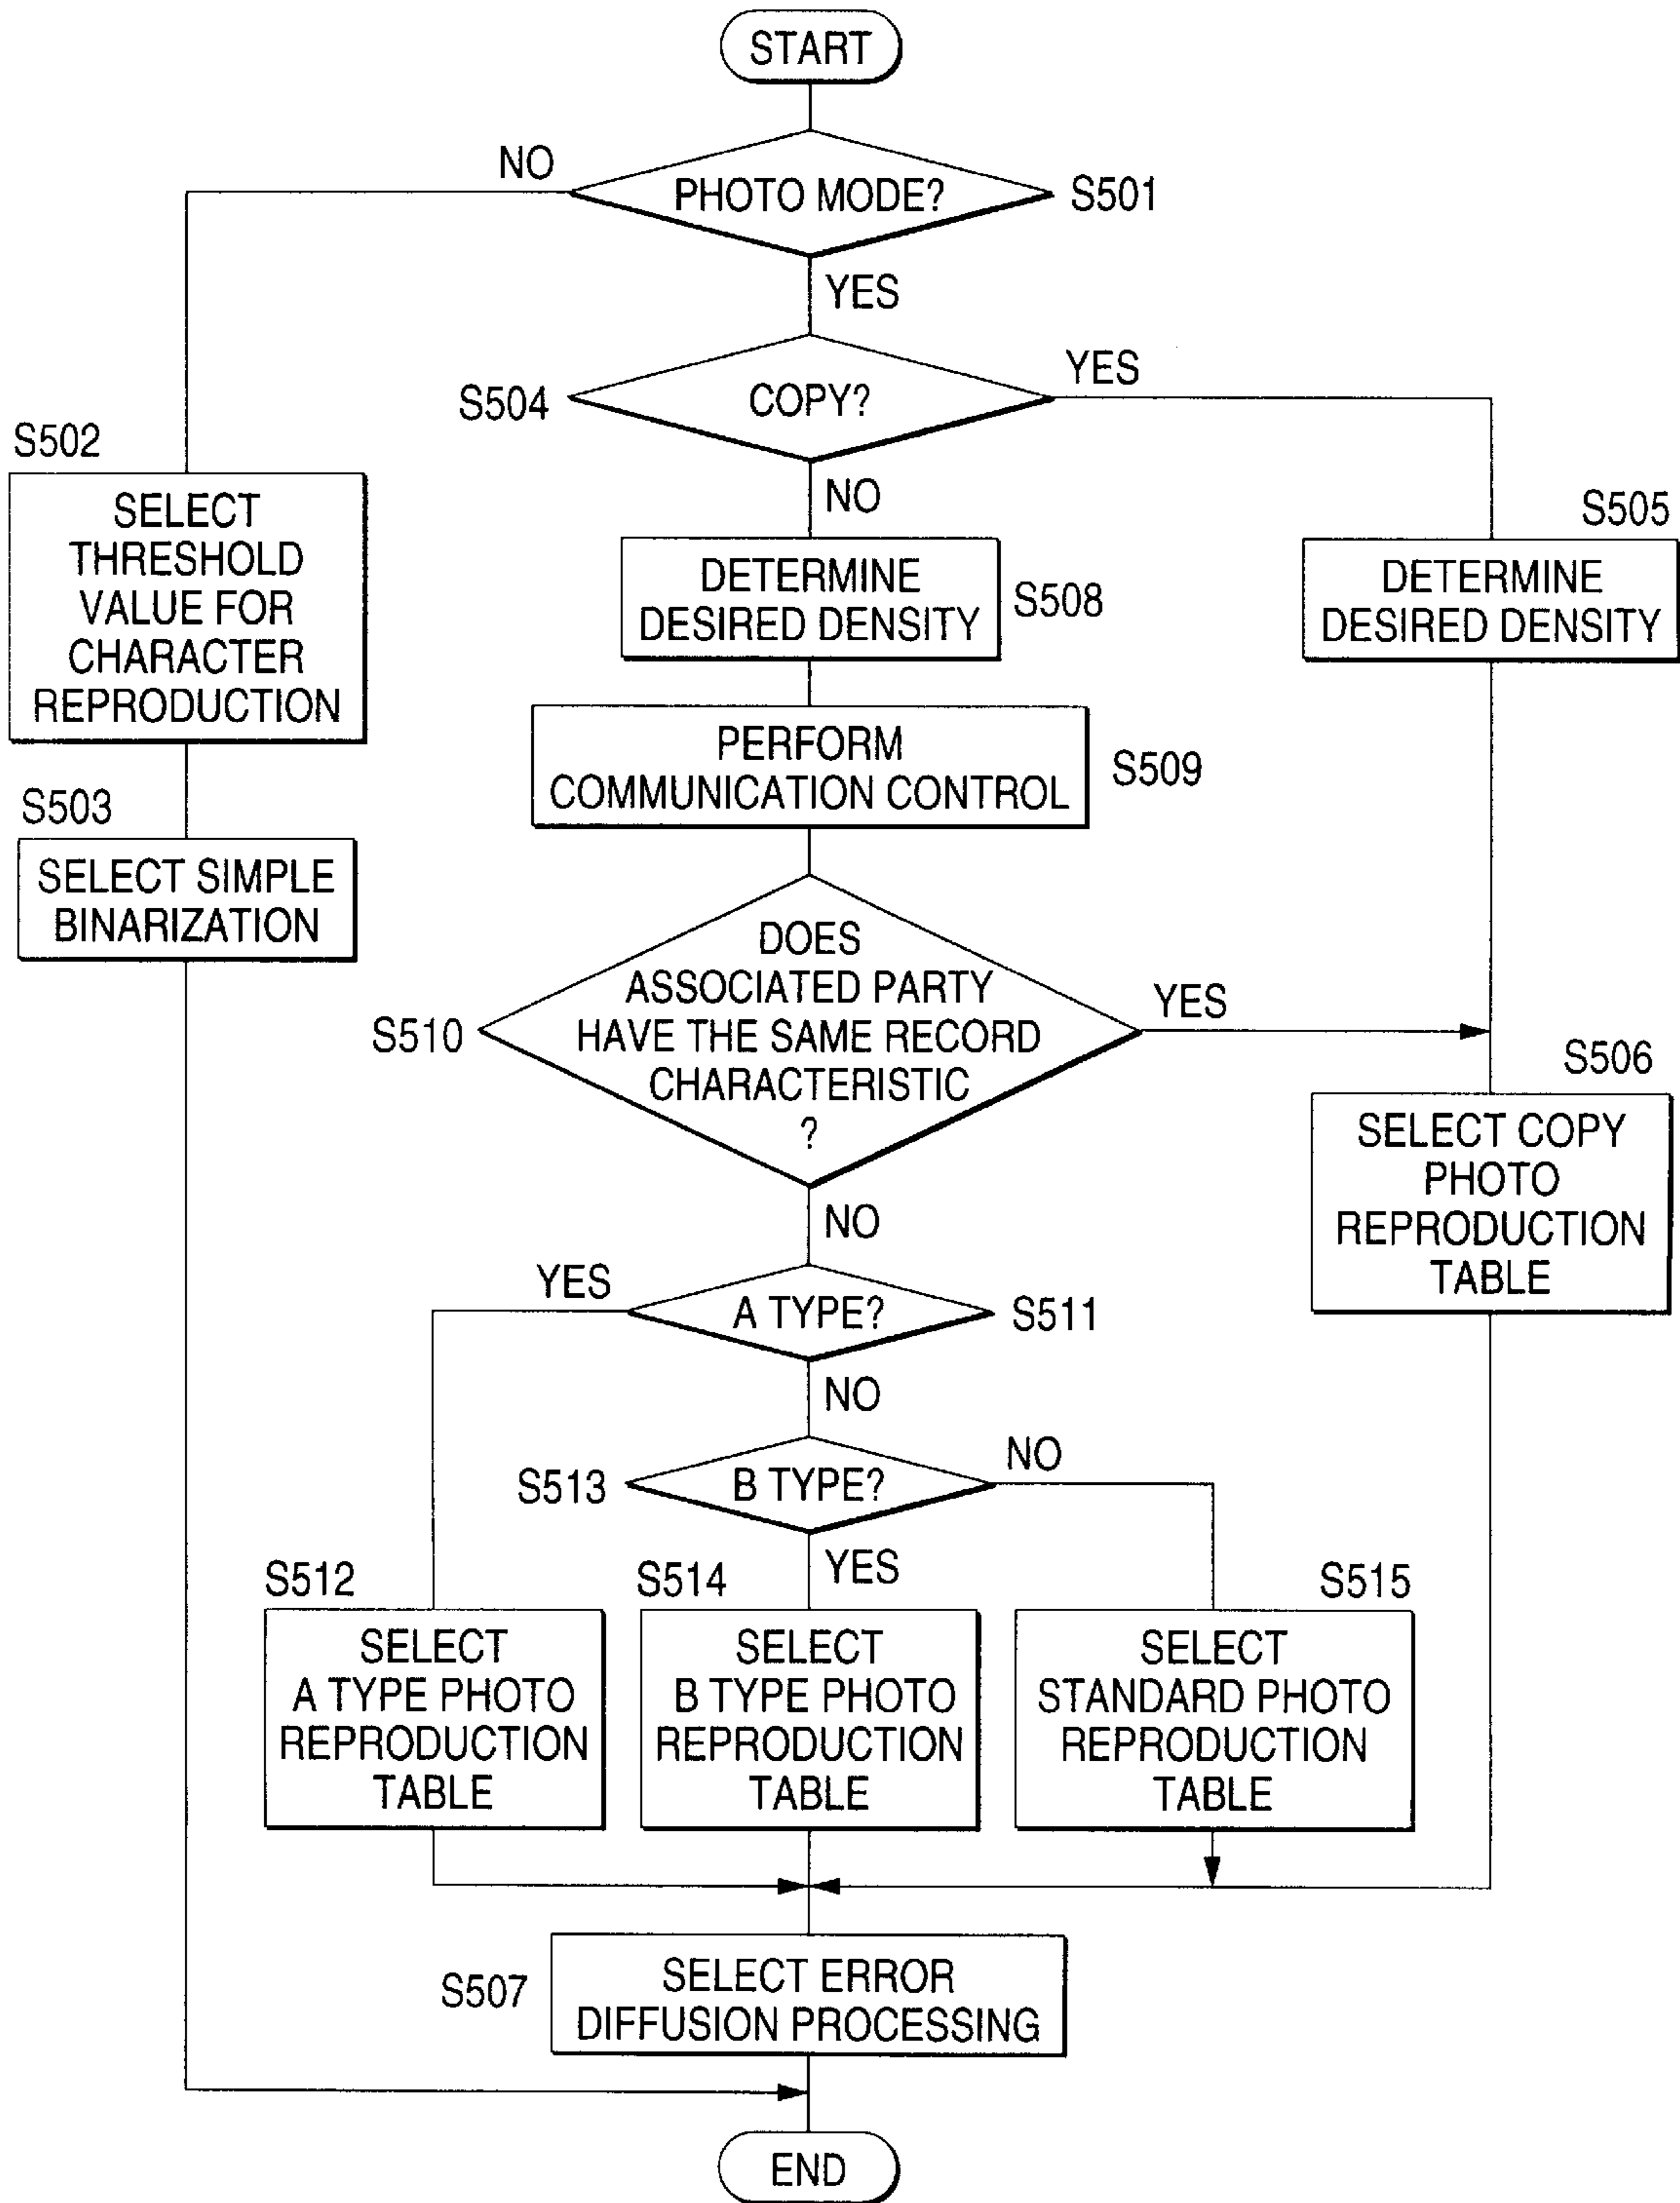 START
NO
PHOTO MODE?
S501
YES
S504
COPY?
YES
S502
SELECT
THRESHOLD
VALUE FOR
CHARACTER
REPRODUCTION
NO
S505
DETERMINE
DESIRED DENSITY
S508
DETERMINE
DESIRED DENSITY
PERFORM
COMMUNICATION CONTROL
S509
S503
SELECT SIMPLE
BINARIZATION
DOES
ASSOCIATED PARTY
HAVE THE SAME RECORD
CHARACTERISTIC
?
S510
YES
S506
SELECT COPY
PHOTO
REPRODUCTION
TABLE
NO
YES
A TYPE?
S511
NO
S513
B TYPE?
NO
YES
S512
SELECT
A TYPE PHOTO
REPRODUCTION
TABLE
S514
SELECT
B TYPE PHOTO
REPRODUCTION
TABLE
S515
SELECT
STANDARD PHOTO
REPRODUCTION
TABLE
S507
SELECT ERROR
DIFFUSION PROCESSING
END